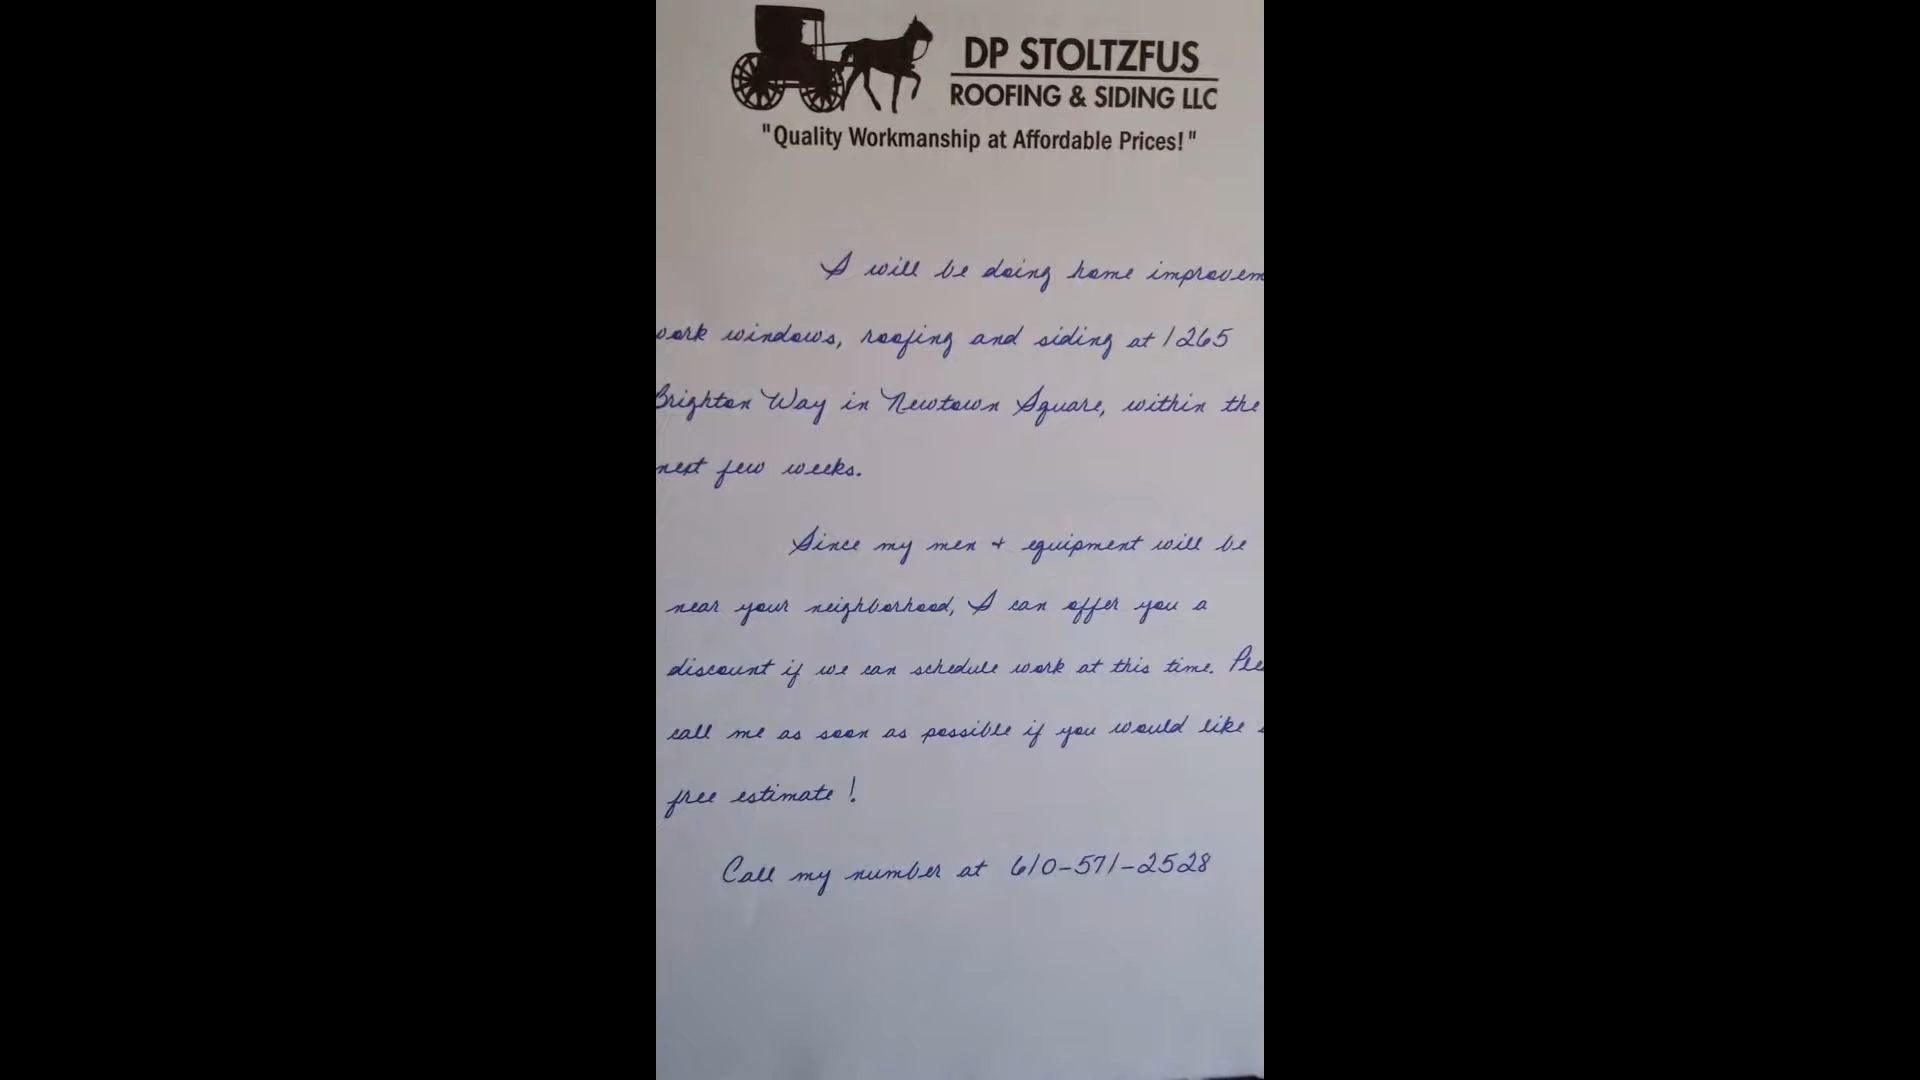 DP STOLTZFUS
ROOFING & SIDING LLC
"Quality Workmanship at Affordable Prices!"
I will be doing home improvem
work windows, roofing and siding at 1265
Brighton Way in Newtown Square, within the
next few weeks.
Since my men + equipment will be
near your neighborhood, I can offer you a
discount if we can schedule work at this time. Ple
call me as soon as possible if you would like
free estimate!
Call my number at 610-571-2528